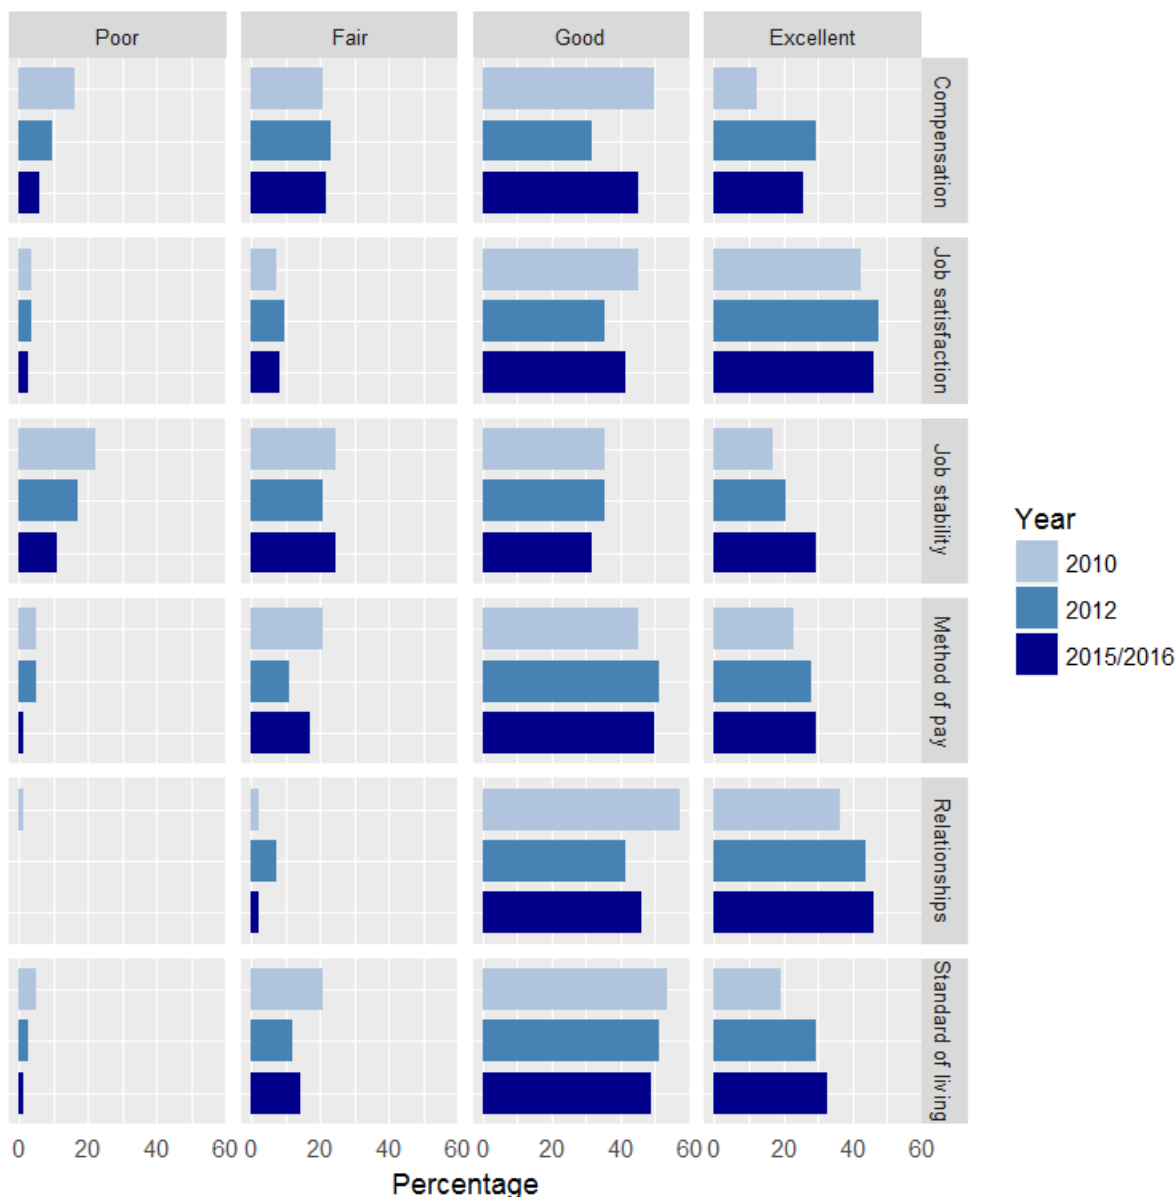 Poor Fair Good Excellent
Compensation
Job satisfaction
Job stability
Method of pay
Relationships
Standard of living
0 20 40 60 0 20 40 60 0 20 40 60 0 20 40 60
Percentage
Year
2010
2012
2015/2016